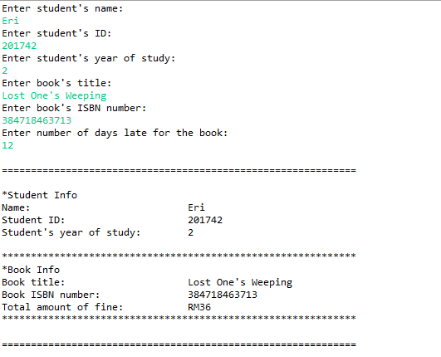 Enter student's name:
Eri
Enter student's ID:
201742
Enter student's year of study:
2
Enter book's title:
Lost One's Weeping
Enter book's ISBN number:
384718463713
Enter number of days late for the book:
12
=============================================================
*Student Info
Name: Eri
Student ID: 201742
Student's year of study: 2
*************************************************************
*Book Info
Book title: Lost One's Weeping
Book ISBN number: 384718463713
Total amount of fine: RM36
*************************************************************
=============================================================